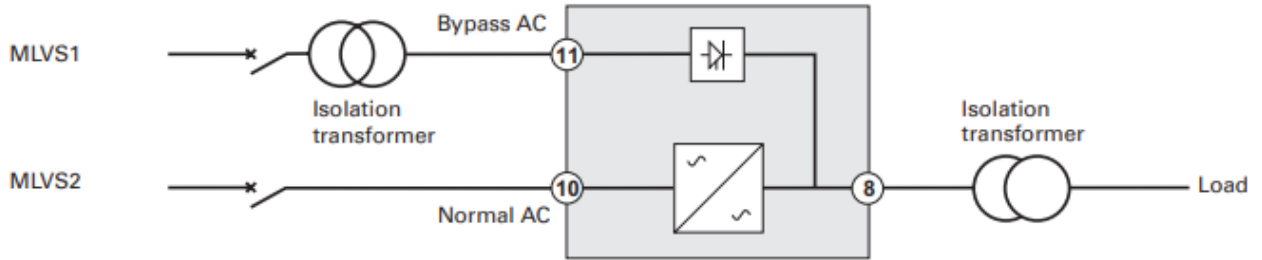 Bypass AC
MLVS1
11
Isolation
transformer
Isolation
transformer
MLVS2
10
8
Load
Normal AC